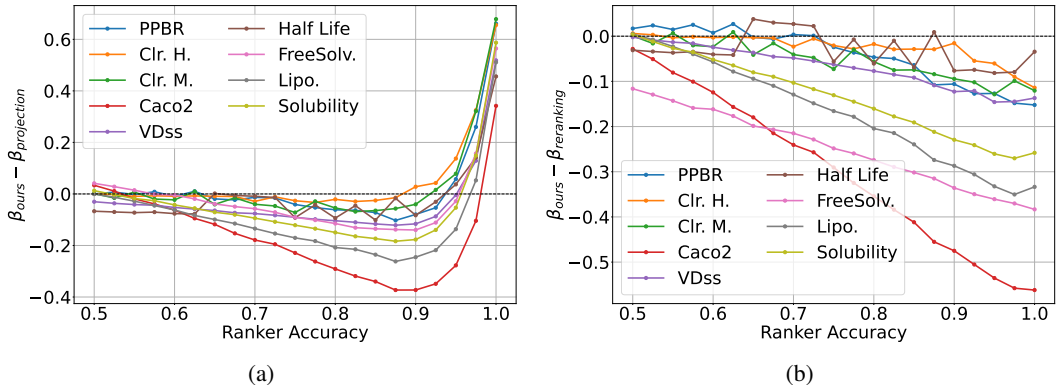 β_ours − β_projection
0.6
0.4
0.2
0.0
−0.2
−0.4
PPBR
Clr. H.
Clr. M.
Caco2
VDss
Half Life
FreeSolv.
Lipo.
Solubility
0.5 0.6 0.7 0.8 0.9 1.0
Ranker Accuracy
(a)
β_ours − β_reranking
0.0
−0.1
−0.2
−0.3
−0.4
−0.5
PPBR
Clr. H.
Clr. M.
Caco2
VDss
Half Life
FreeSolv.
Lipo.
Solubility
0.5 0.6 0.7 0.8 0.9 1.0
Ranker Accuracy
(b)